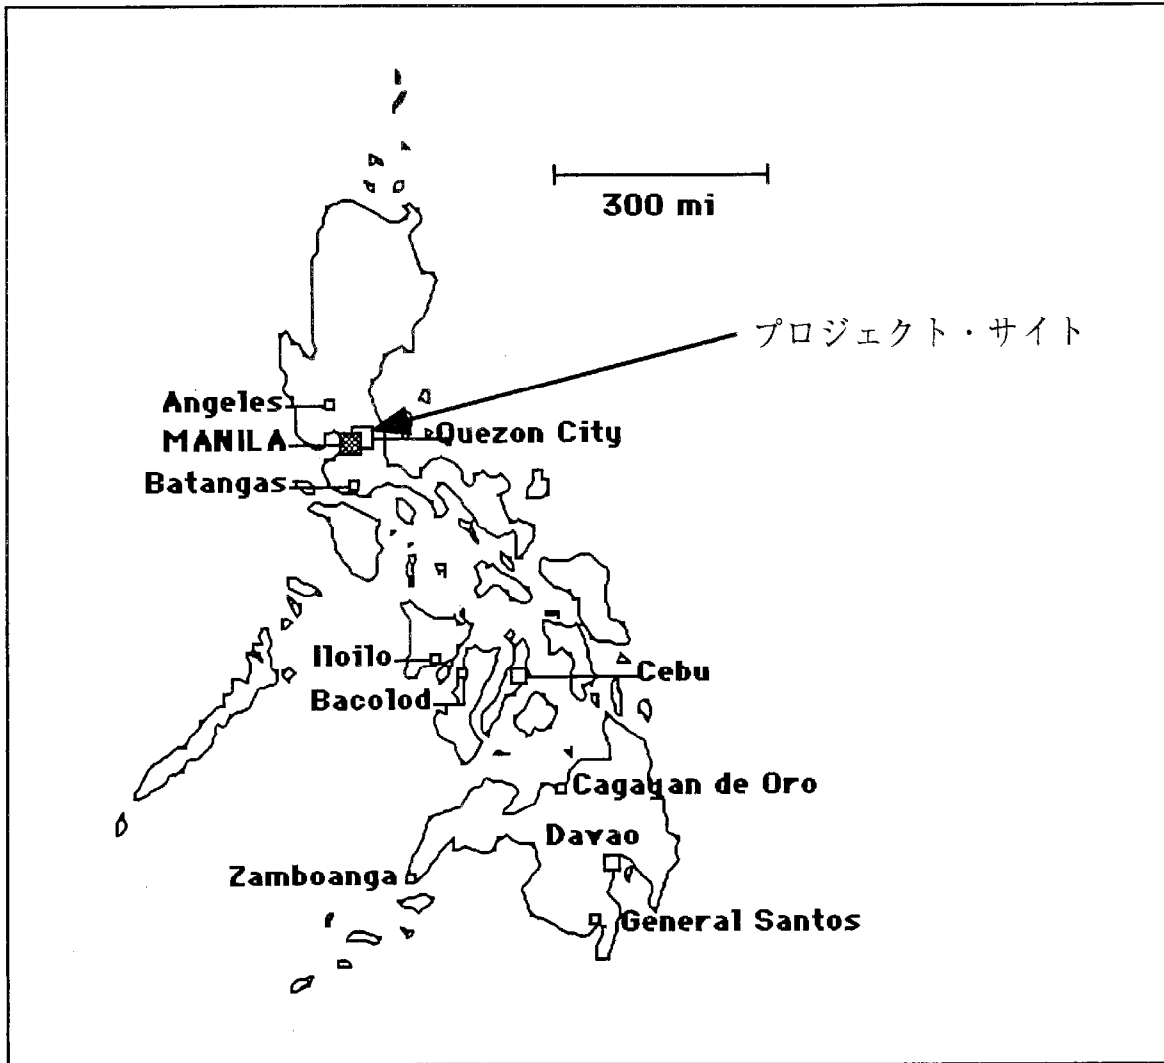 300 mi
プロジェクト・サイト
Angeles
MANILA
Quezon City
Batangas
Iloilo
Cebu
Bacolod
Cagayan de Oro
Davao
Zamboanga
General Santos